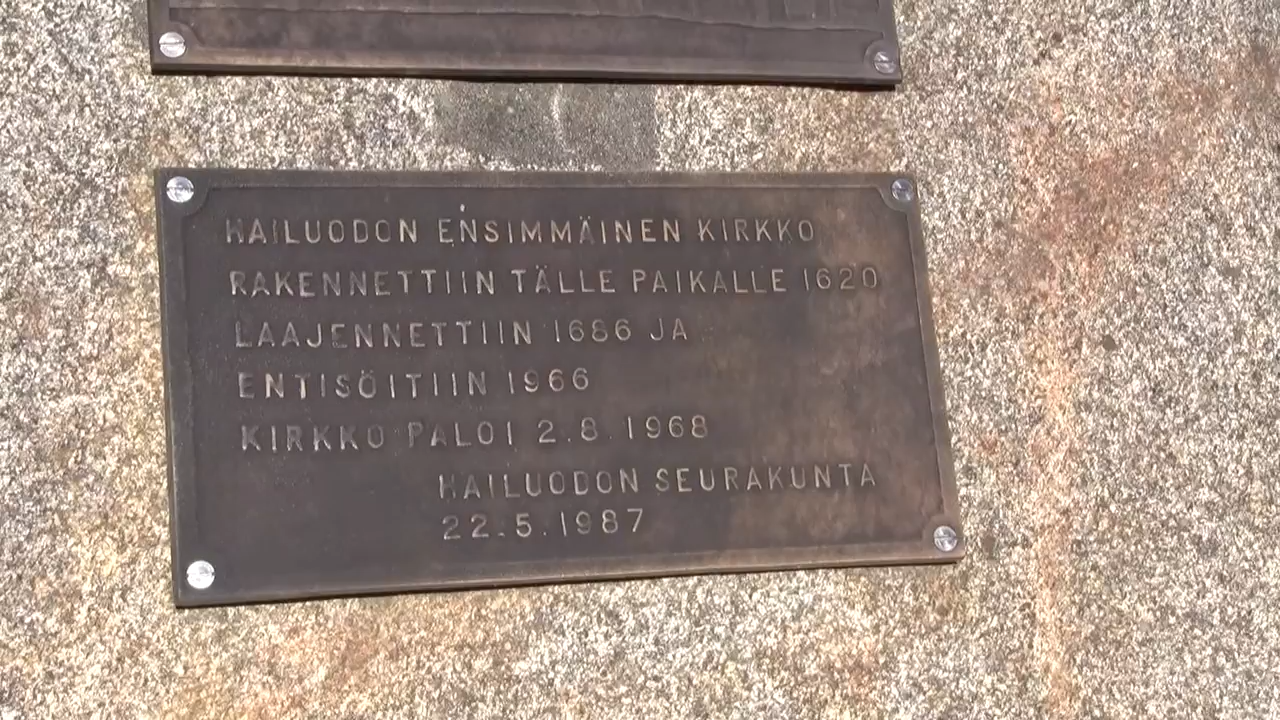 HAILUODON ENSIMMÄINEN KIRKKO
RAKENNETTIIN TÄLLE PAIKALLE 1620
LAAJENNETTIIN 1686 JA
ENTISÖITIIN 1966
KIRKKO PALOI 2.8.1968
HAILUODON SEURAKUNTA
22.5.1987